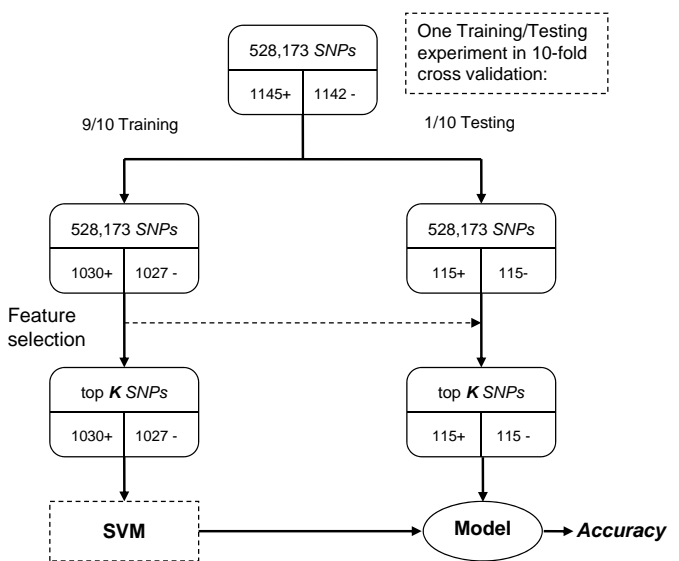 One Training/Testing
experiment in 10-fold
cross validation:
528,173 SNPs
1145+ 1142 -
9/10 Training
1/10 Testing
528,173 SNPs
1030+ 1027 -
528,173 SNPs
115+ 115-
Feature
selection
top K SNPs
1030+ 1027 -
top K SNPs
115+ 115 -
SVM
Model
Accuracy